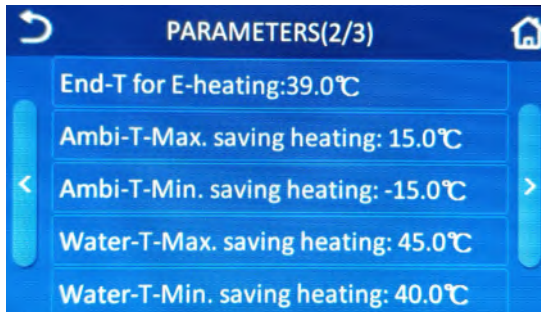 PARAMETERS(2/3)
End-T for E-heating:39.0℃
Ambi-T-Max. saving heating: 15.0℃
Ambi-T-Min. saving heating: -15.0℃
Water-T-Max. saving heating: 45.0℃
Water-T-Min. saving heating: 40.0℃